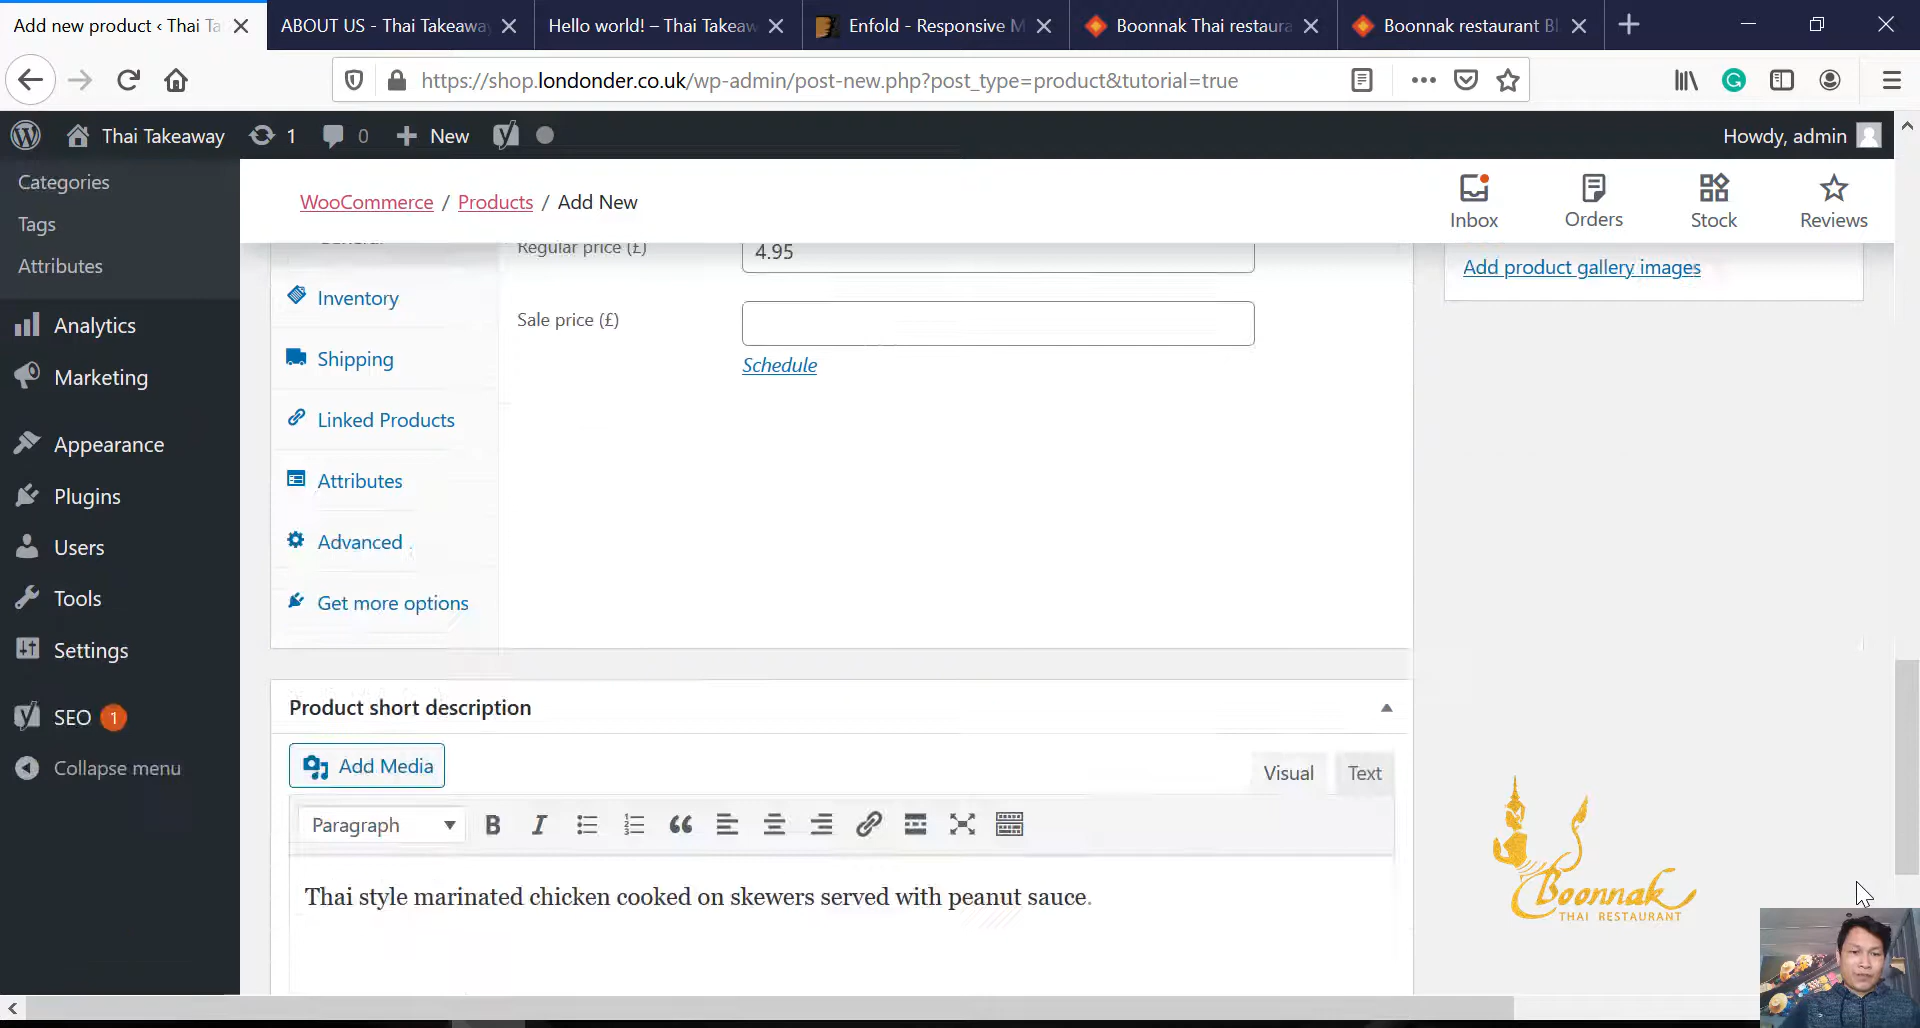 Add new product ‹ Thai Ta
ABOUT US - Thai Takeaway
Hello world! – Thai Takeaw
Enfold - Responsive M
Boonnak Thai restaura
Boonnak restaurant Bl
https://shop.londonder.co.uk/wp-admin/post-new.php?post_type=product&tutorial=true
Thai Takeaway
1
0
New
Howdy, admin
Categories
Tags
Attributes
Analytics
Marketing
Appearance
Plugins
Users
Tools
Settings
SEO 1
Collapse menu
WooCommerce / Products / Add New
Inbox
Orders
Stock
Reviews
General
Inventory
Shipping
Linked Products
Attributes
Advanced
Get more options
Regular price (£)
4.95
Sale price (£)
Schedule
Add product gallery images
Product short description
Add Media
Visual
Text
Paragraph
B I
Thai style marinated chicken cooked on skewers served with peanut sauce.
Boonnak
THAI RESTAURANT